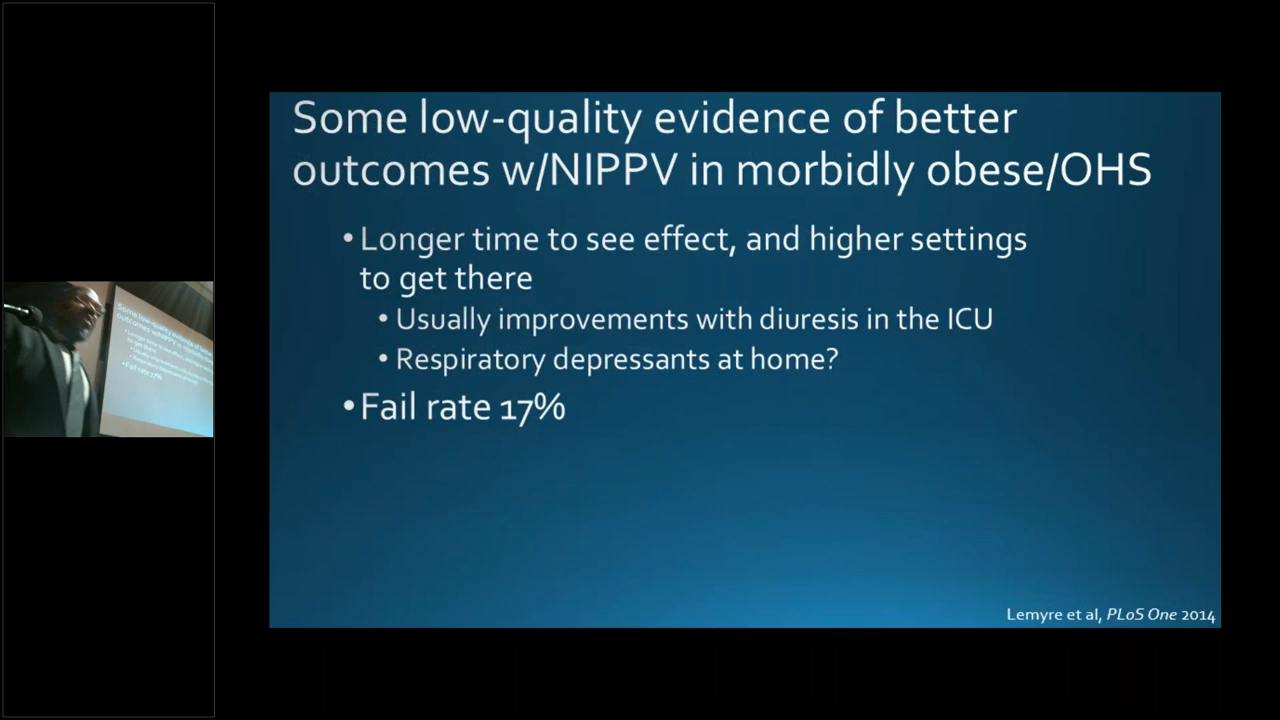 Some low-quality evidence of better
outcomes w/NIPPV in morbidly obese/OHS
• Longer time to see effect, and higher settings
to get there
• Usually improvements with diuresis in the ICU
• Respiratory depressants at home?
• Fail rate 17%
Lemyre et al, PLoS One 2014